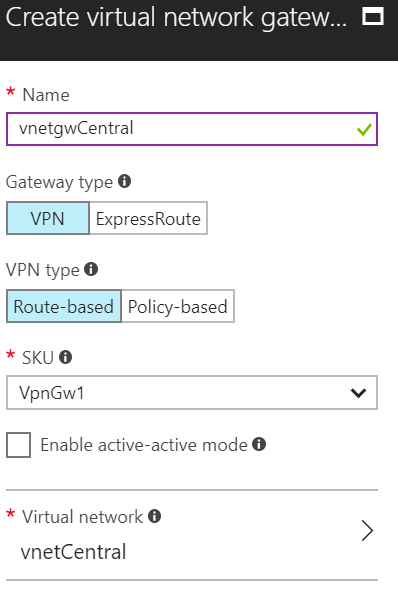 Create virtual network gatew...
* Name
vnetgwCentral
Gateway type
VPN ExpressRoute
VPN type
Route-based Policy-based
* SKU
VpnGw1
Enable active-active mode
* Virtual network
vnetCentral